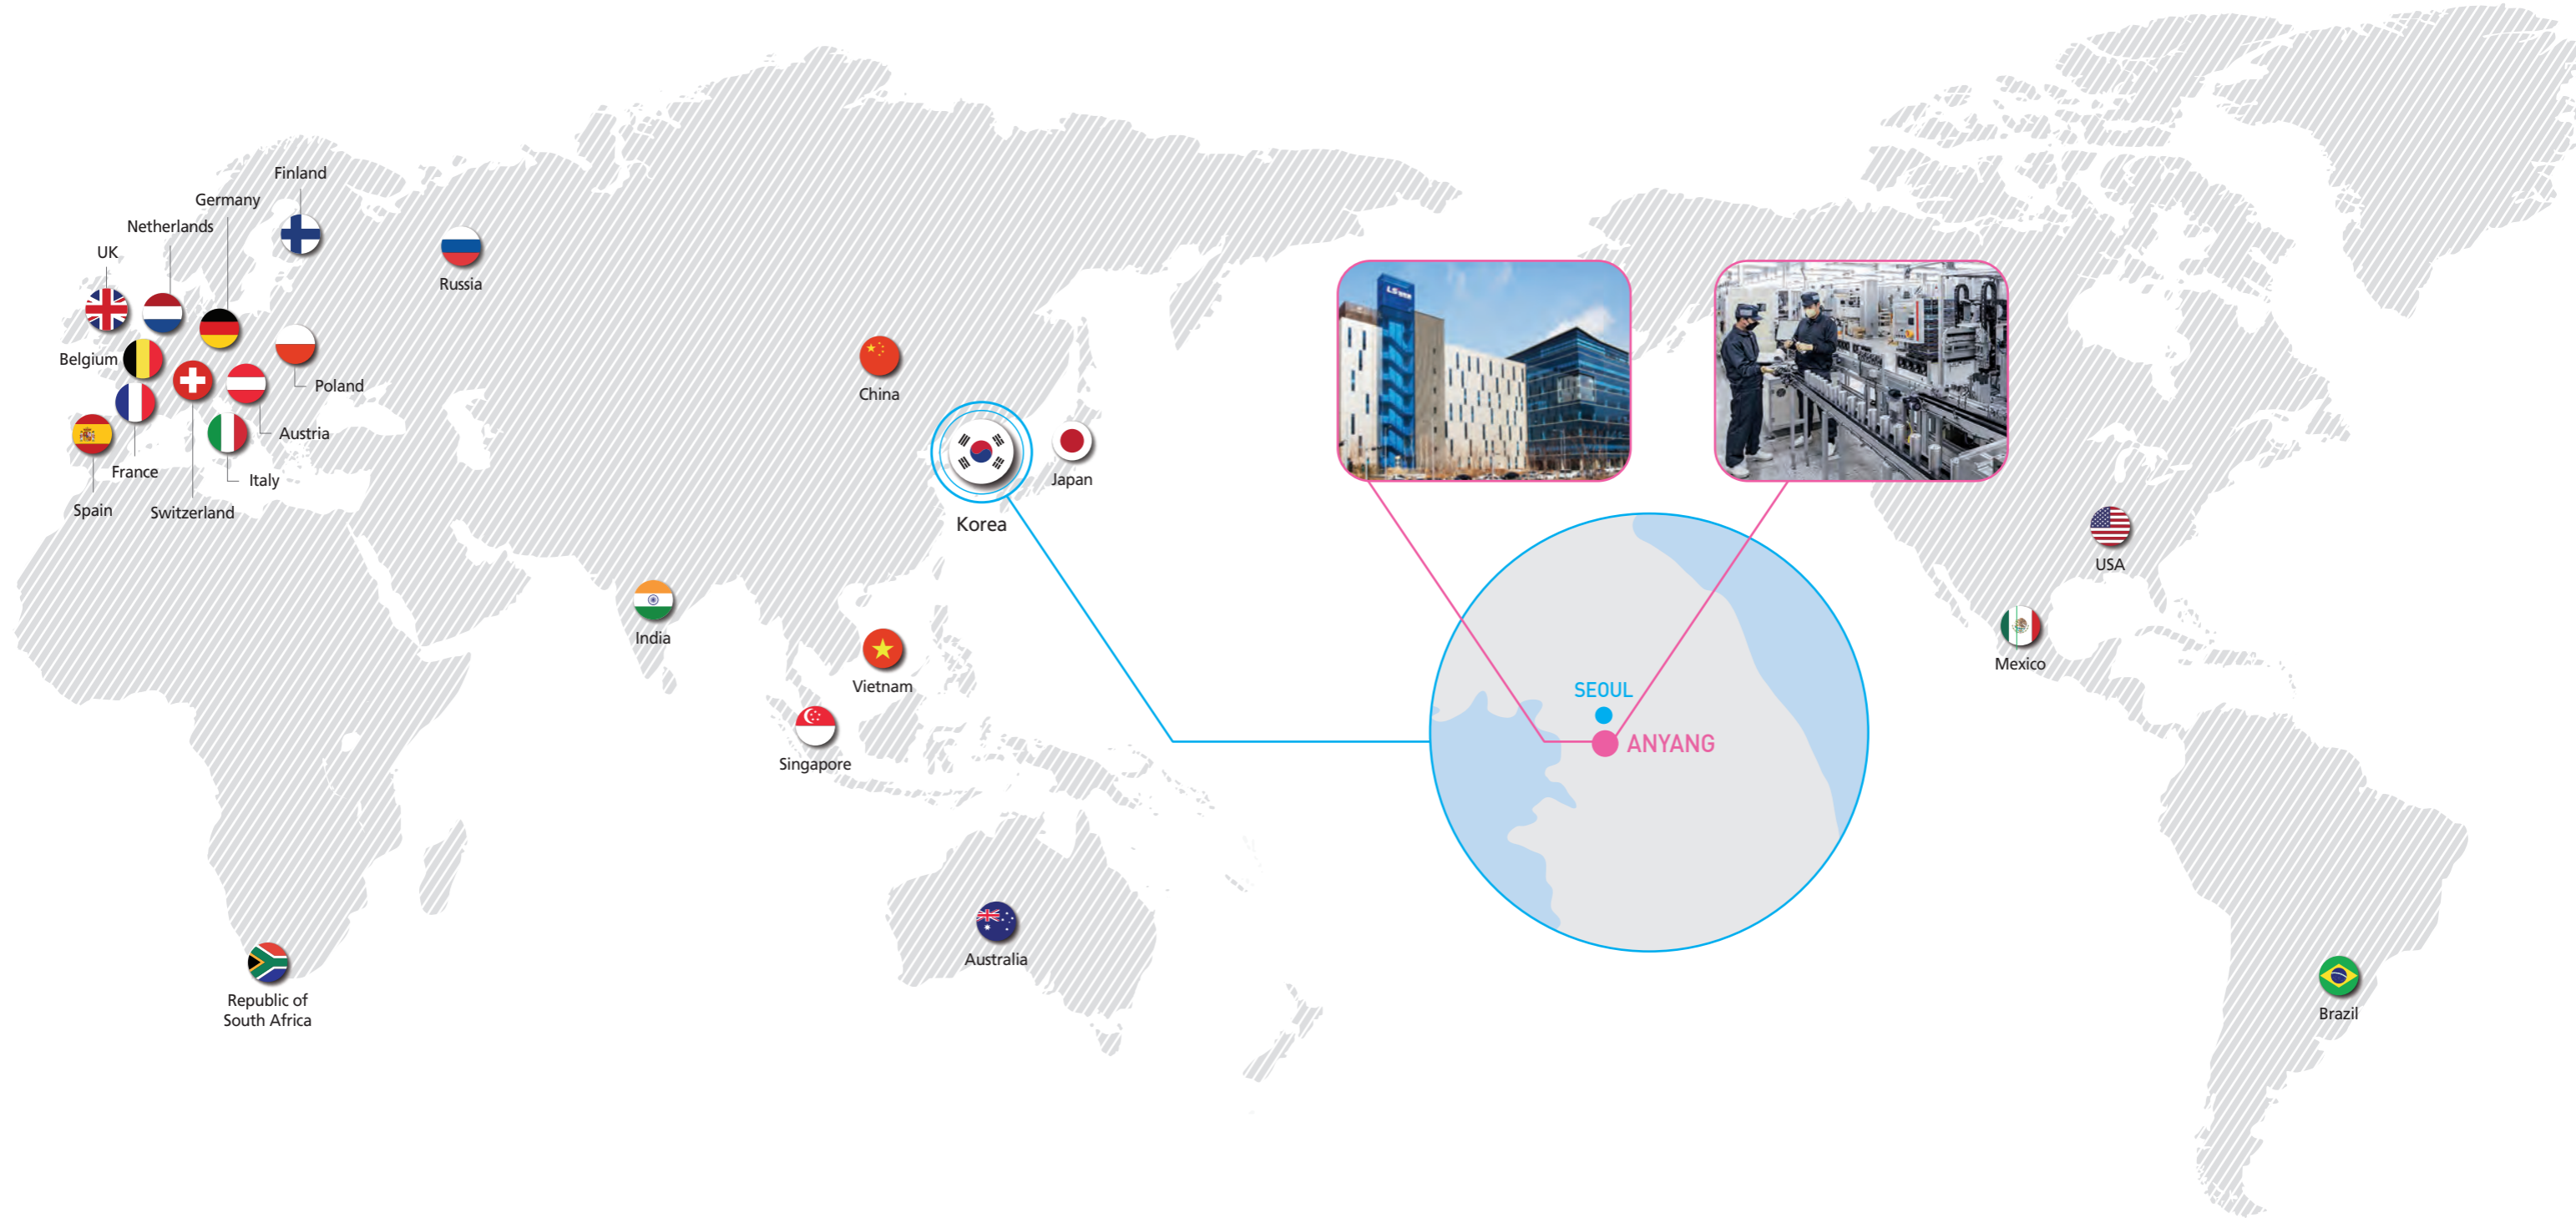 Finland
Germany
Netherlands
UK
Russia
Belgium
Poland
China
Austria
France
Italy
Japan
Spain
Switzerland
Korea
USA
India
Mexico
Vietnam
SEOUL
ANYANG
Singapore
Australia
Republic of
South Africa
Brazil
LS